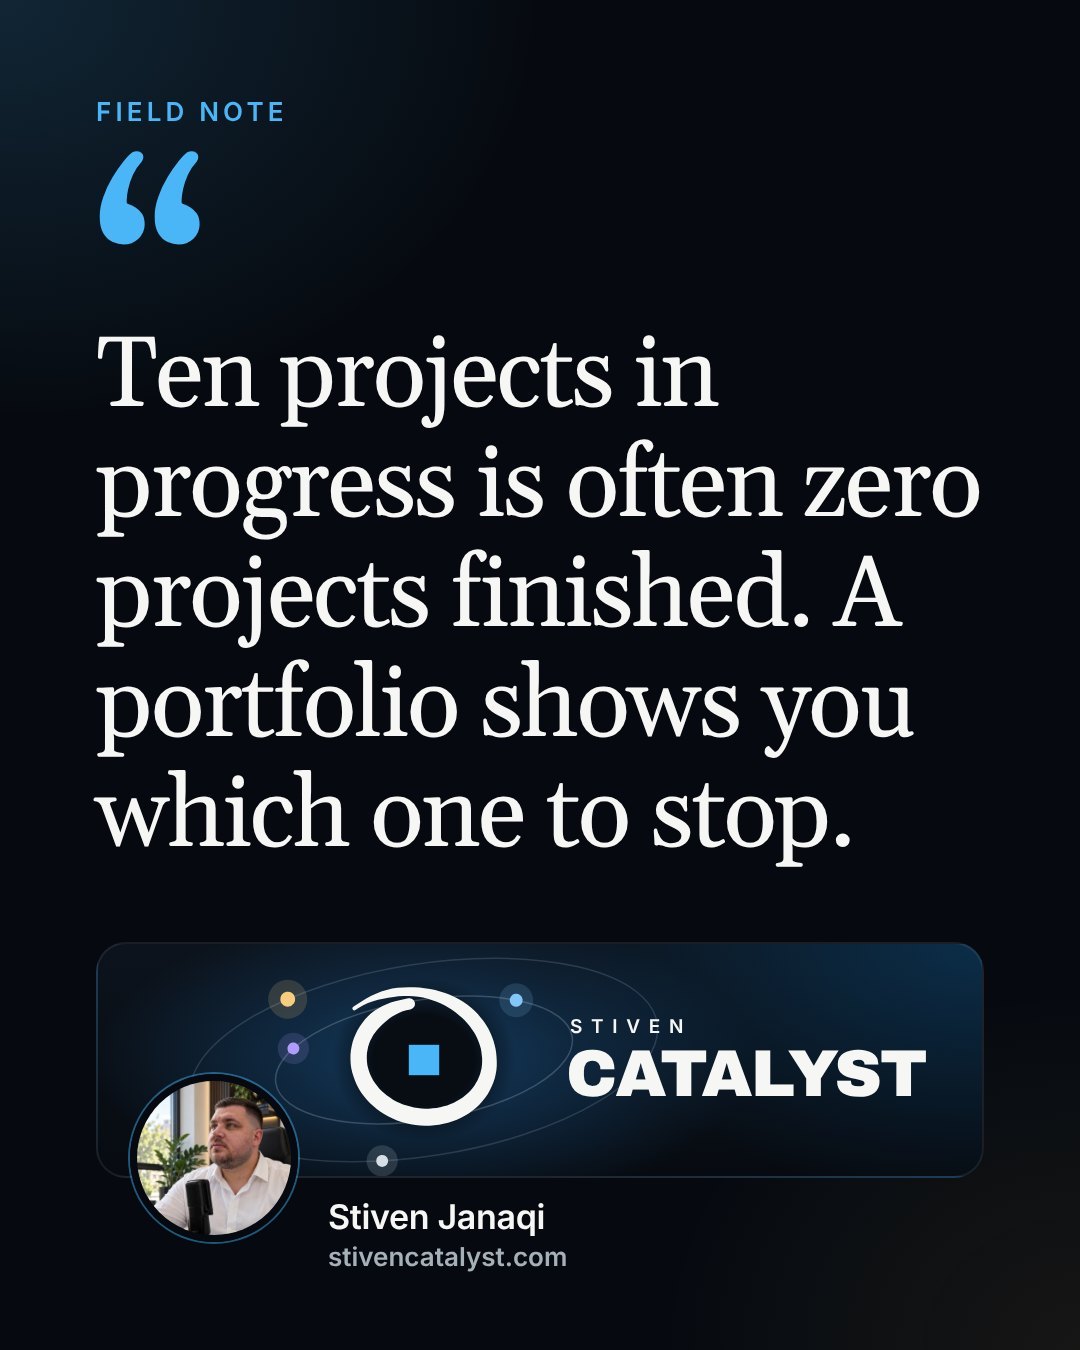 FIELD NOTE
“
Ten projects in
progress is often zero
projects finished. A
portfolio shows you
which one to stop.
STIVEN
CATALYST
Stiven Janaqi
stivencatalyst.com